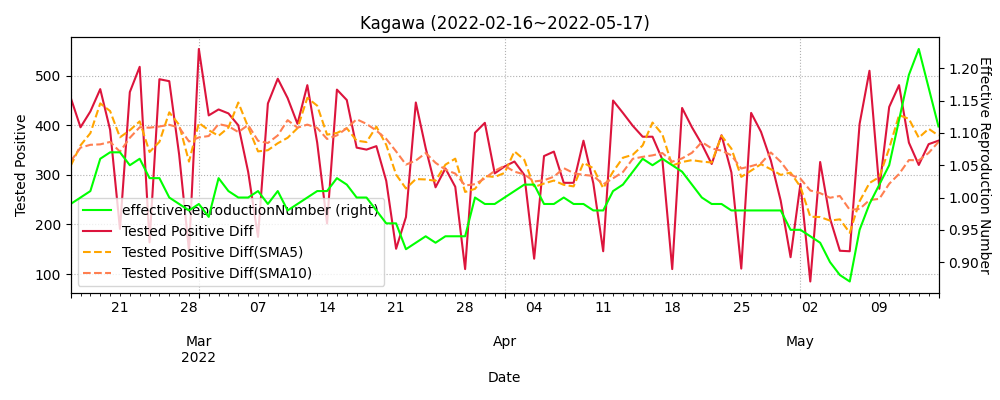 Kagawa (2022-02-16~2022-05-17)
Tested Positive
500
400
300
200
100
effectiveReproductionNumber (right)
Tested Positive Diff
Tested Positive Diff(SMA5)
Tested Positive Diff(SMA10)
1.20
1.15
1.10
1.05
1.00
0.95
0.90
Effective Reproduction Number
21 28 07 14 21 28 04 11 18 25 02 09
Mar Apr May
2022
Date